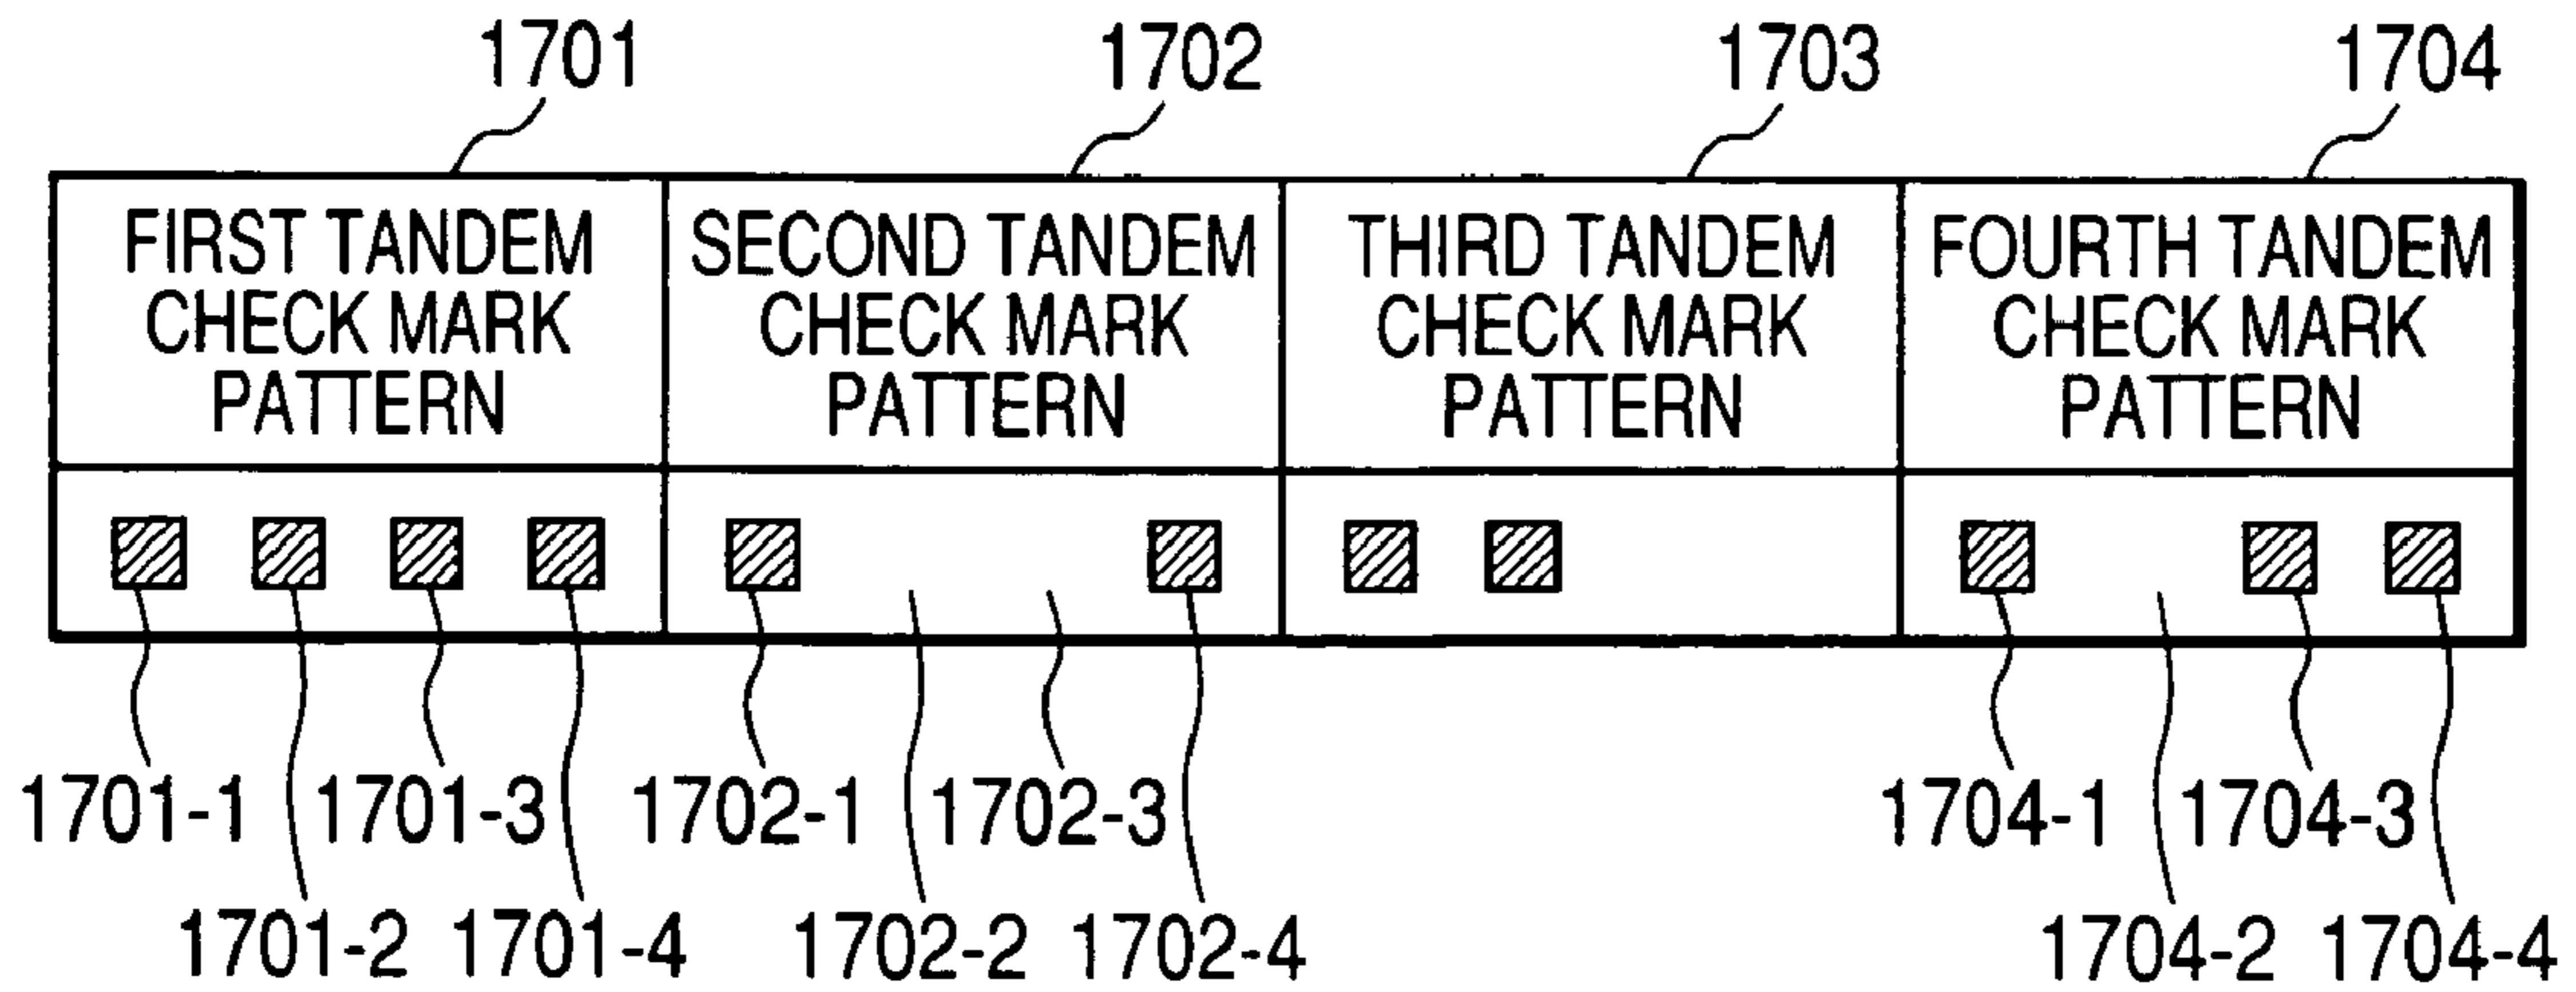 1701 1702 1703 1704
FIRST TANDEM CHECK MARK PATTERN
SECOND TANDEM CHECK MARK PATTERN
THIRD TANDEM CHECK MARK PATTERN
FOURTH TANDEM CHECK MARK PATTERN
1701-1 1701-3 1702-1 1702-3 1704-1 1704-3
1701-2 1701-4 1702-2 1702-4 1704-2 1704-4